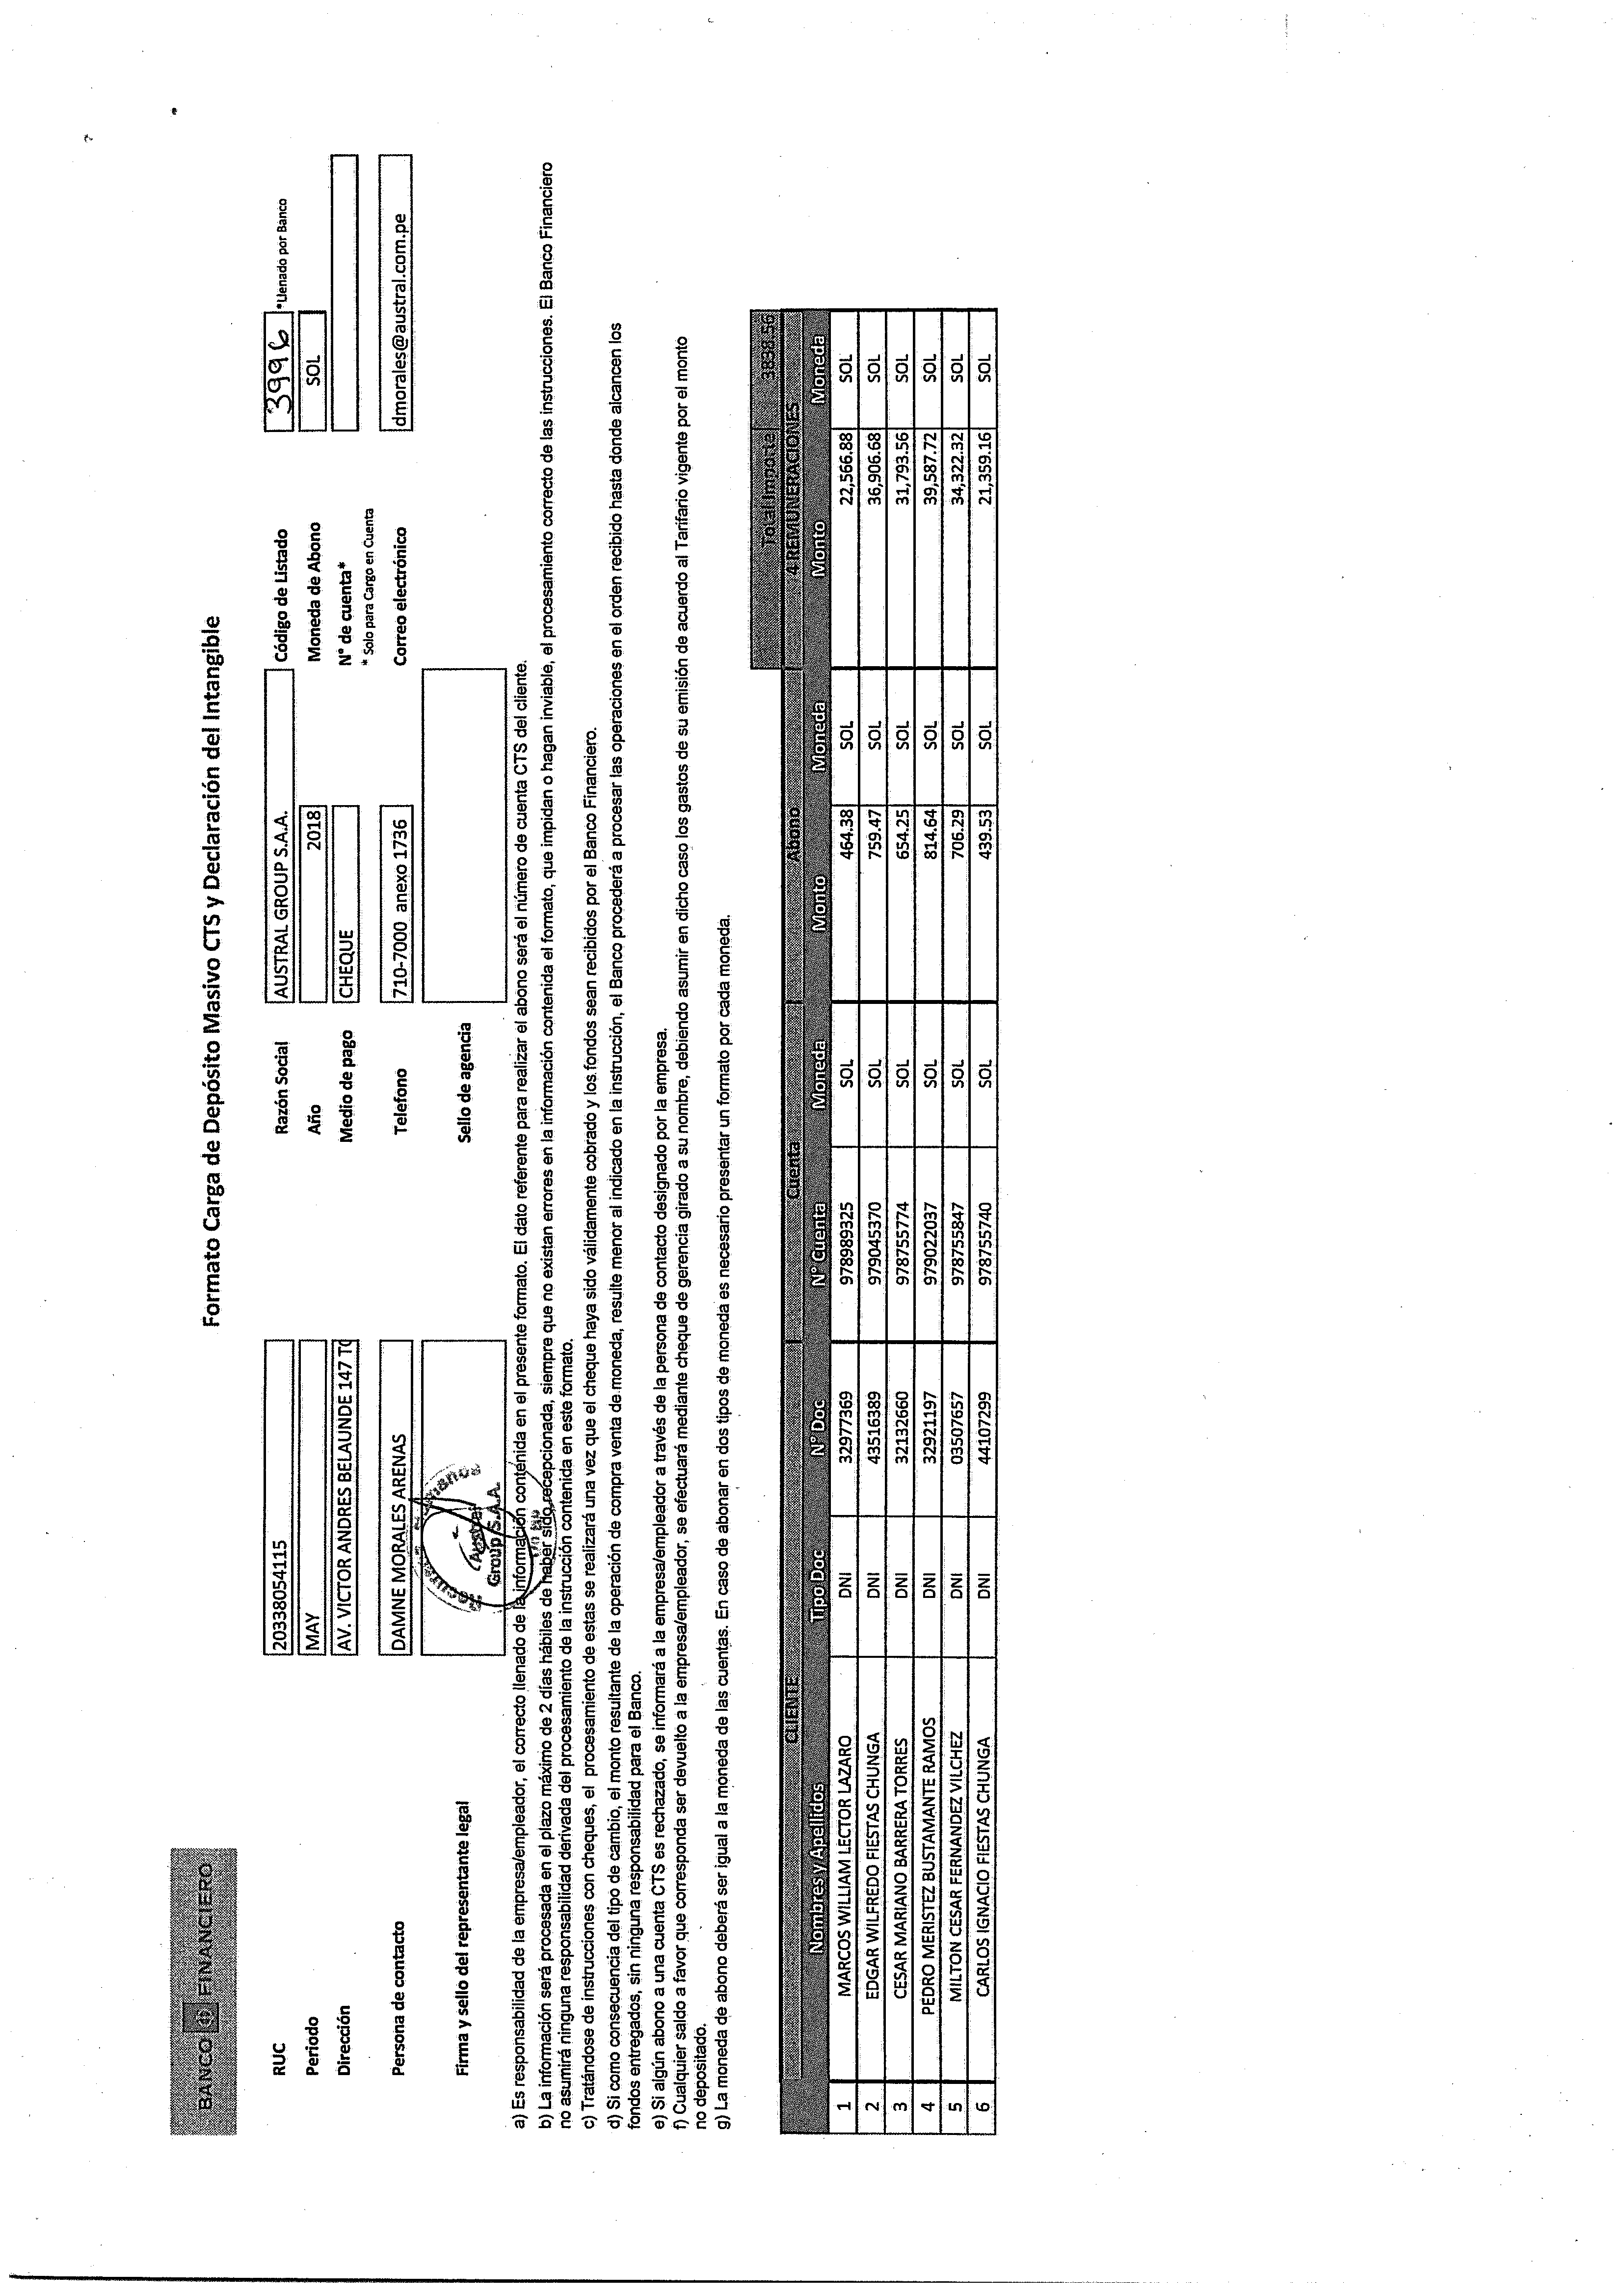 BANCO FINANCIERO
Formato Carga de Depósito Masivo CTS y Declaración del Intangible
RUC 20338054115 Razón Social AUSTRAL GROUP S.A.A. Código de Listado 3996 *Llenado por Banco
Periodo MAY Año 2018 Moneda de Abono SOL
Dirección AV. VICTOR ANDRES BELAUNDE 147 TO Medio de pago CHEQUE N° de cuenta*
* Solo para Cargo en Cuenta
Persona de contacto DAMNE MORALES ARENAS Telefono 710-7000 anexo 1736 Correo electrónico dmorales@austral.com.pe
Firma y sello del representante legal Sello de agencia
Recursos Humanos
Austral
Group S.A.A.
a) Es responsabilidad de la empresa/empleador, el correcto llenado de la información contenida en el presente formato. El dato referente para realizar el abono será el número de cuenta CTS del cliente.
b) La información será procesada en el plazo máximo de 2 días hábiles de haber sido recepcionada, siempre que no existan errores en la información contenida el formato, que impidan o hagan inviable, el procesamiento correcto de las instrucciones. El Banco Financiero
no asumirá ninguna responsabilidad derivada del procesamiento de la instrucción contenida en este formato.
c) Tratándose de instrucciones con cheques, el procesamiento de estas se realizará una vez que el cheque haya sido válidamente cobrado y los fondos sean recibidos por el Banco Financiero.
d) Si como consecuencia del tipo de cambio, el monto resultante de la operación de compra venta de moneda, resulte menor al indicado en la instrucción, el Banco procederá a procesar las operaciones en el orden recibido hasta donde alcancen los
fondos entregados, sin ninguna responsabilidad para el Banco.
e) Si algún abono a una cuenta CTS es rechazado, se informará a la empresa/empleador a través de la persona de contacto designado por la empresa.
f) Cualquier saldo a favor que corresponda ser devuelto a la empresa/empleador, se efectuará mediante cheque de gerencia girado a su nombre, debiendo asumir en dicho caso los gastos de su emisión de acuerdo al Tarifario vigente por el monto
no depositado.
g) La moneda de abono deberá ser igual a la moneda de las cuentas. En caso de abonar en dos tipos de moneda es necesario presentar un formato por cada moneda.
Total Importe 3838.56
CLIENTE Cuenta Abono 4 REMUNERACIONES
Nombres y Apellidos Tipo Doc N° Doc N° Cuenta Moneda Monto Moneda Monto Moneda
1 MARCOS WILLIAM LECTOR LAZARO DNI 32977369 978989325 SOL 464.38 SOL 22,566.88 SOL
2 EDGAR WILFREDO FIESTAS CHUNGA DNI 43516389 979045370 SOL 759.47 SOL 36,906.68 SOL
3 CESAR MARIANO BARRERA TORRES DNI 32132660 978755774 SOL 654.25 SOL 31,793.56 SOL
4 PEDRO MERISTEZ BUSTAMANTE RAMOS DNI 32921197 979022037 SOL 814.64 SOL 39,587.72 SOL
5 MILTON CESAR FERNANDEZ VILCHEZ DNI 03507657 978755847 SOL 706.29 SOL 34,322.32 SOL
6 CARLOS IGNACIO FIESTAS CHUNGA DNI 44107299 978755740 SOL 439.53 SOL 21,359.16 SOL